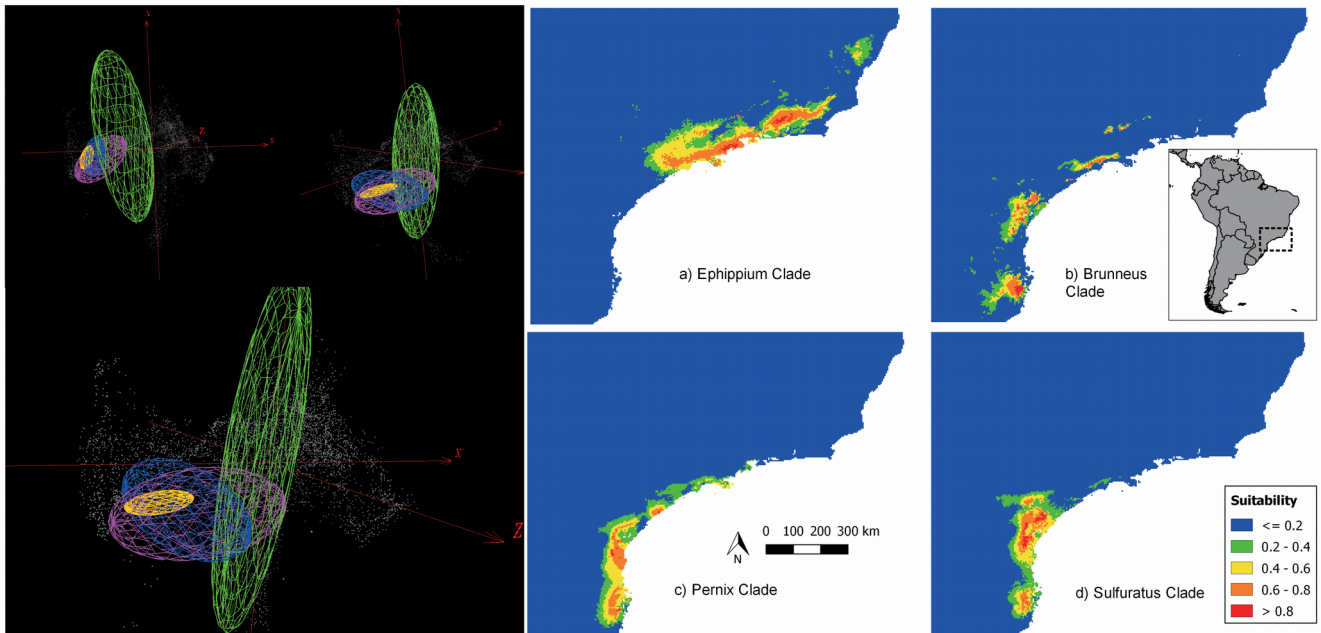 Y
Z
X
Y
X
X
Z
a) Ephippium Clade
b) Brunneus
Clade
0 100 200 300 km
N
c) Pernix Clade
d) Sulfuratus Clade
Suitability
<= 0.2
0.2 - 0.4
0.4 - 0.6
0.6 - 0.8
> 0.8